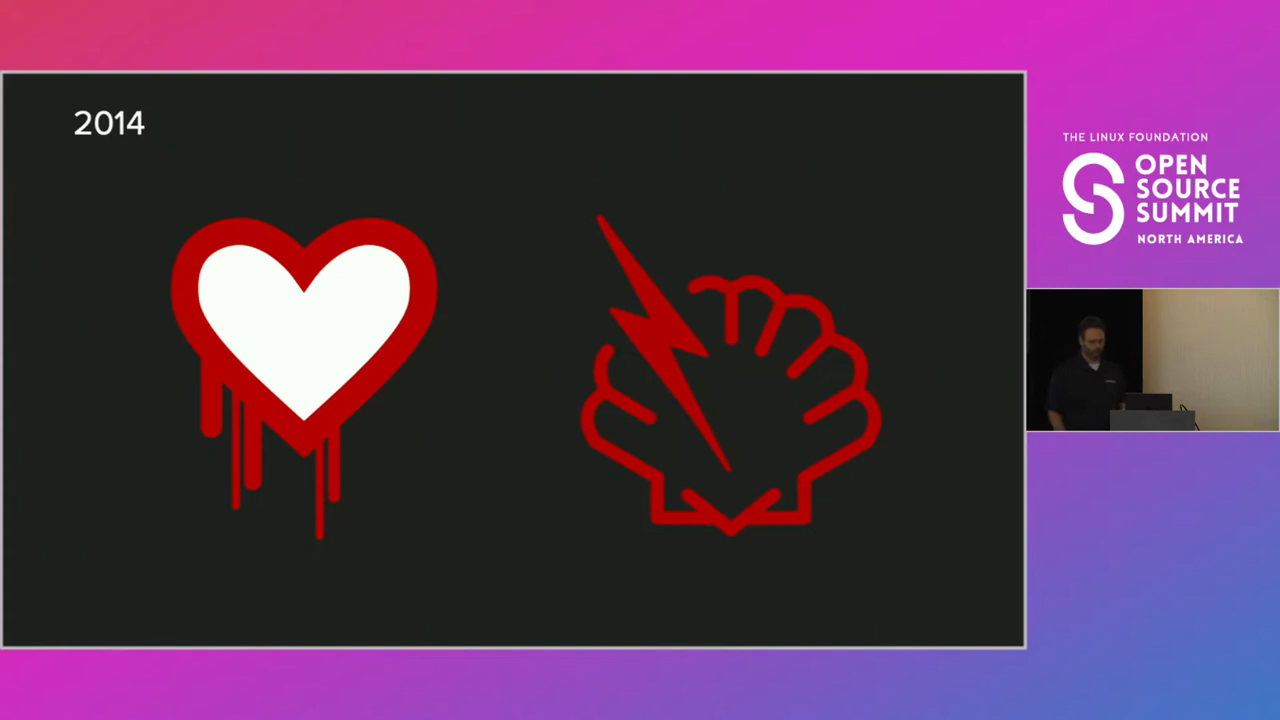 2014
THE LINUX FOUNDATION
OPEN
SOURCE
SUMMIT
NORTH AMERICA